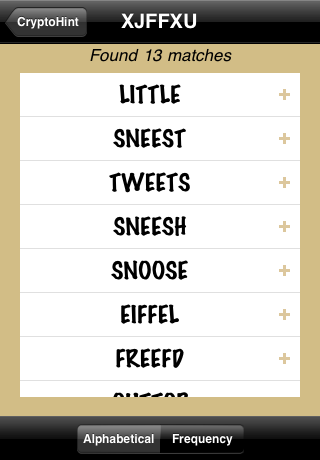 CryptoHint
XJFFXU
Found 13 matches
LITTLE
SNEEST
TWEETS
SNEESH
SNOOSE
EIFFEL
FREEFD
Alphabetical Frequency